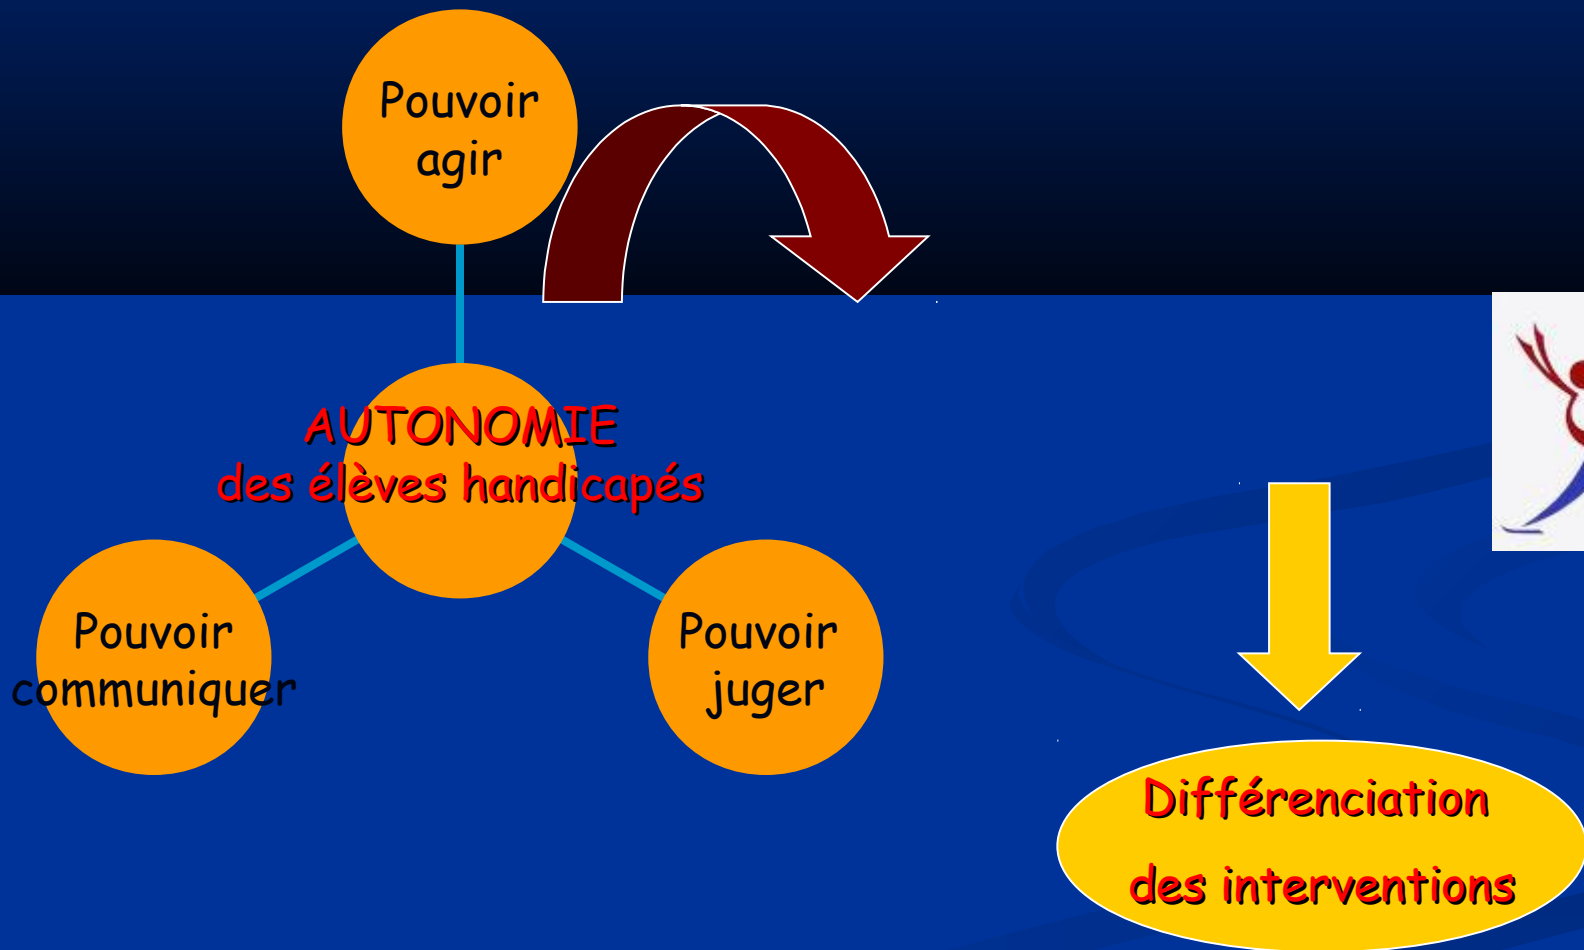 Pouvoir
agir
AUTONOMIE
des élèves handicapés
Pouvoir
communiquer
Pouvoir
juger
Différenciation
des interventions